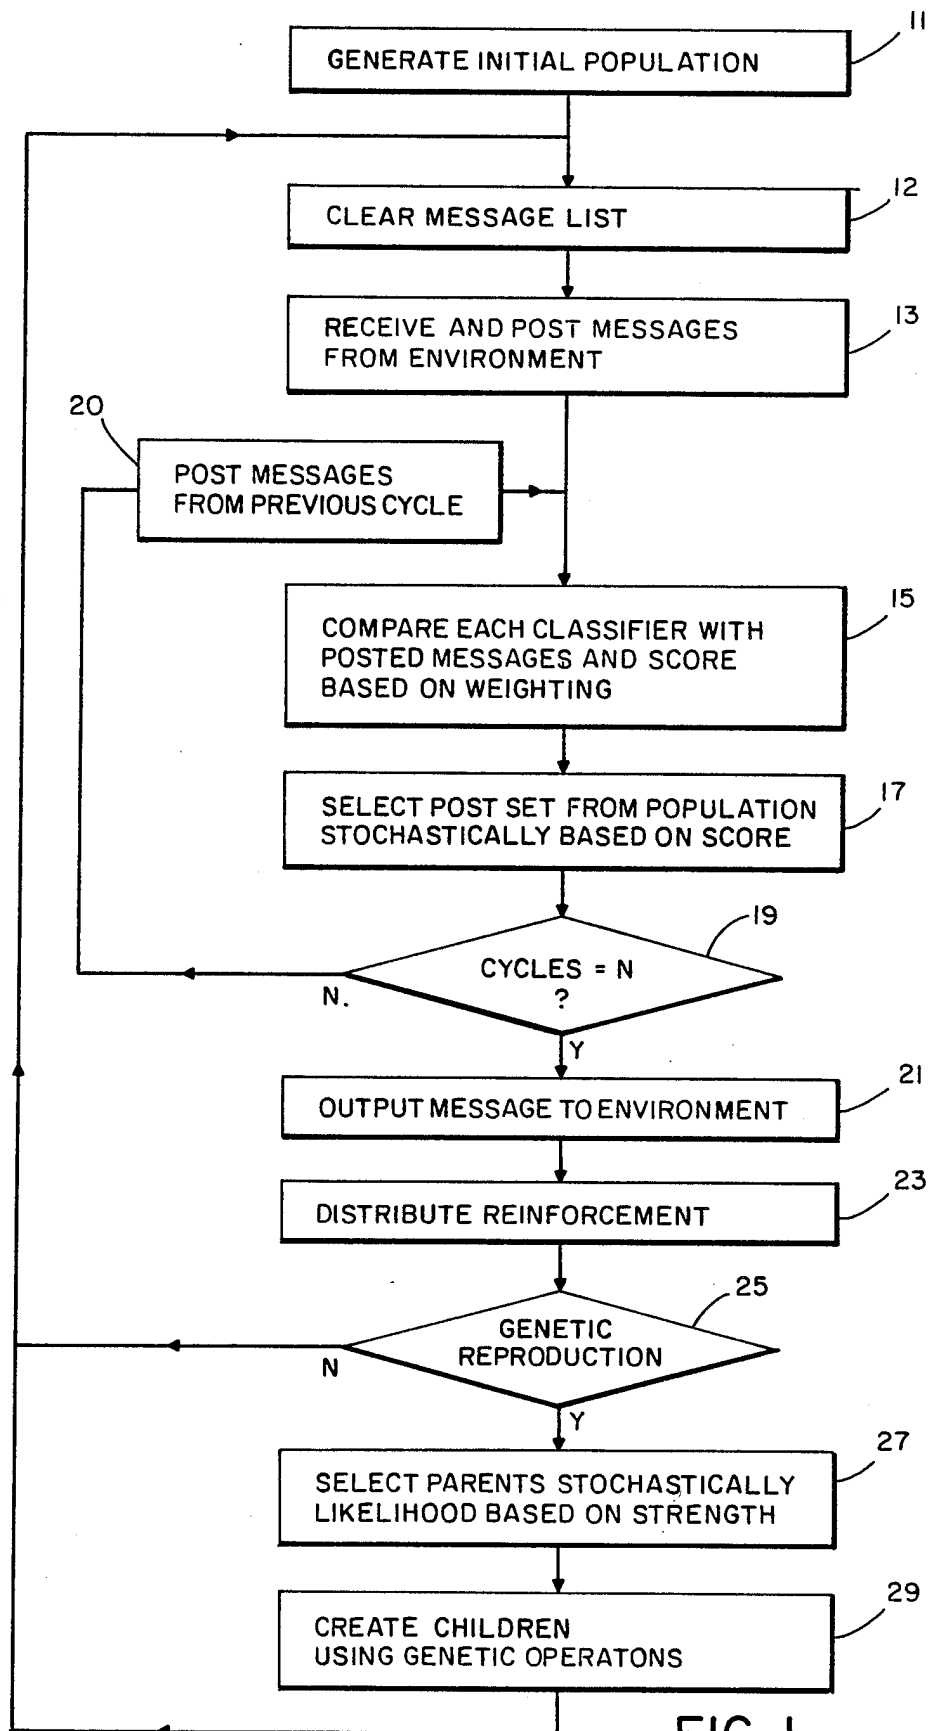 11
GENERATE INITIAL POPULATION
12
CLEAR MESSAGE LIST
13
RECEIVE AND POST MESSAGES
FROM ENVIRONMENT
20
POST MESSAGES
FROM PREVIOUS CYCLE
15
COMPARE EACH CLASSIFIER WITH
POSTED MESSAGES AND SCORE
BASED ON WEIGHTING
17
SELECT POST SET FROM POPULATION
STOCHASTICALLY BASED ON SCORE
19
CYCLES = N
?
N.
Y
21
OUTPUT MESSAGE TO ENVIRONMENT
23
DISTRIBUTE REINFORCEMENT
25
GENETIC
REPRODUCTION
N
Y
27
SELECT PARENTS STOCHASTICALLY
LIKELIHOOD BASED ON STRENGTH
29
CREATE CHILDREN
USING GENETIC OPERATONS
FIG. 1